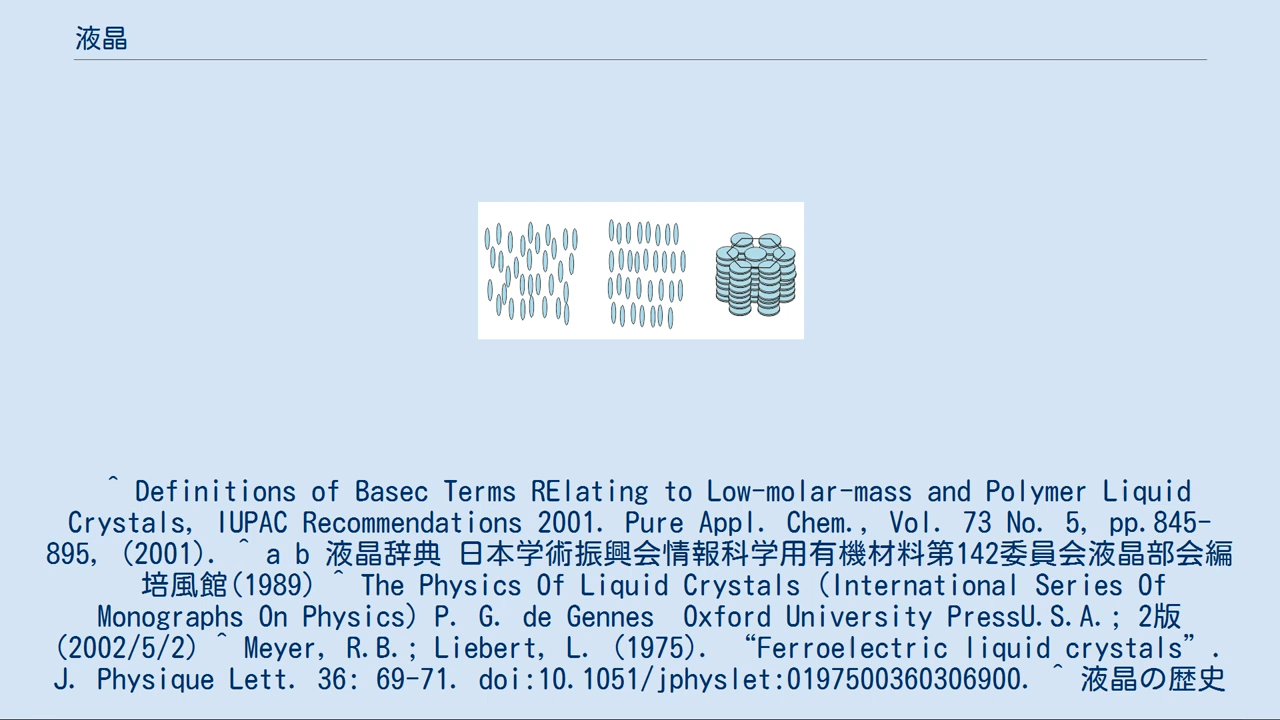 液晶
^ Definitions of Basec Terms RElating to Low-molar-mass and Polymer Liquid
Crystals, IUPAC Recommendations 2001. Pure Appl. Chem., Vol. 73 No. 5, pp.845-
895, (2001). ^ a b 液晶辞典 日本学術振興会情報科学用有機材料第142委員会液晶部会編
培風館(1989) ^ The Physics Of Liquid Crystals (International Series Of
Monographs On Physics) P. G. de Gennes　Oxford University PressU.S.A.; 2版
(2002/5/2) ^ Meyer, R.B.; Liebert, L. (1975). “Ferroelectric liquid crystals”.
J. Physique Lett. 36: 69-71. doi:10.1051/jphyslet:0197500360306900. ^ 液晶の歴史